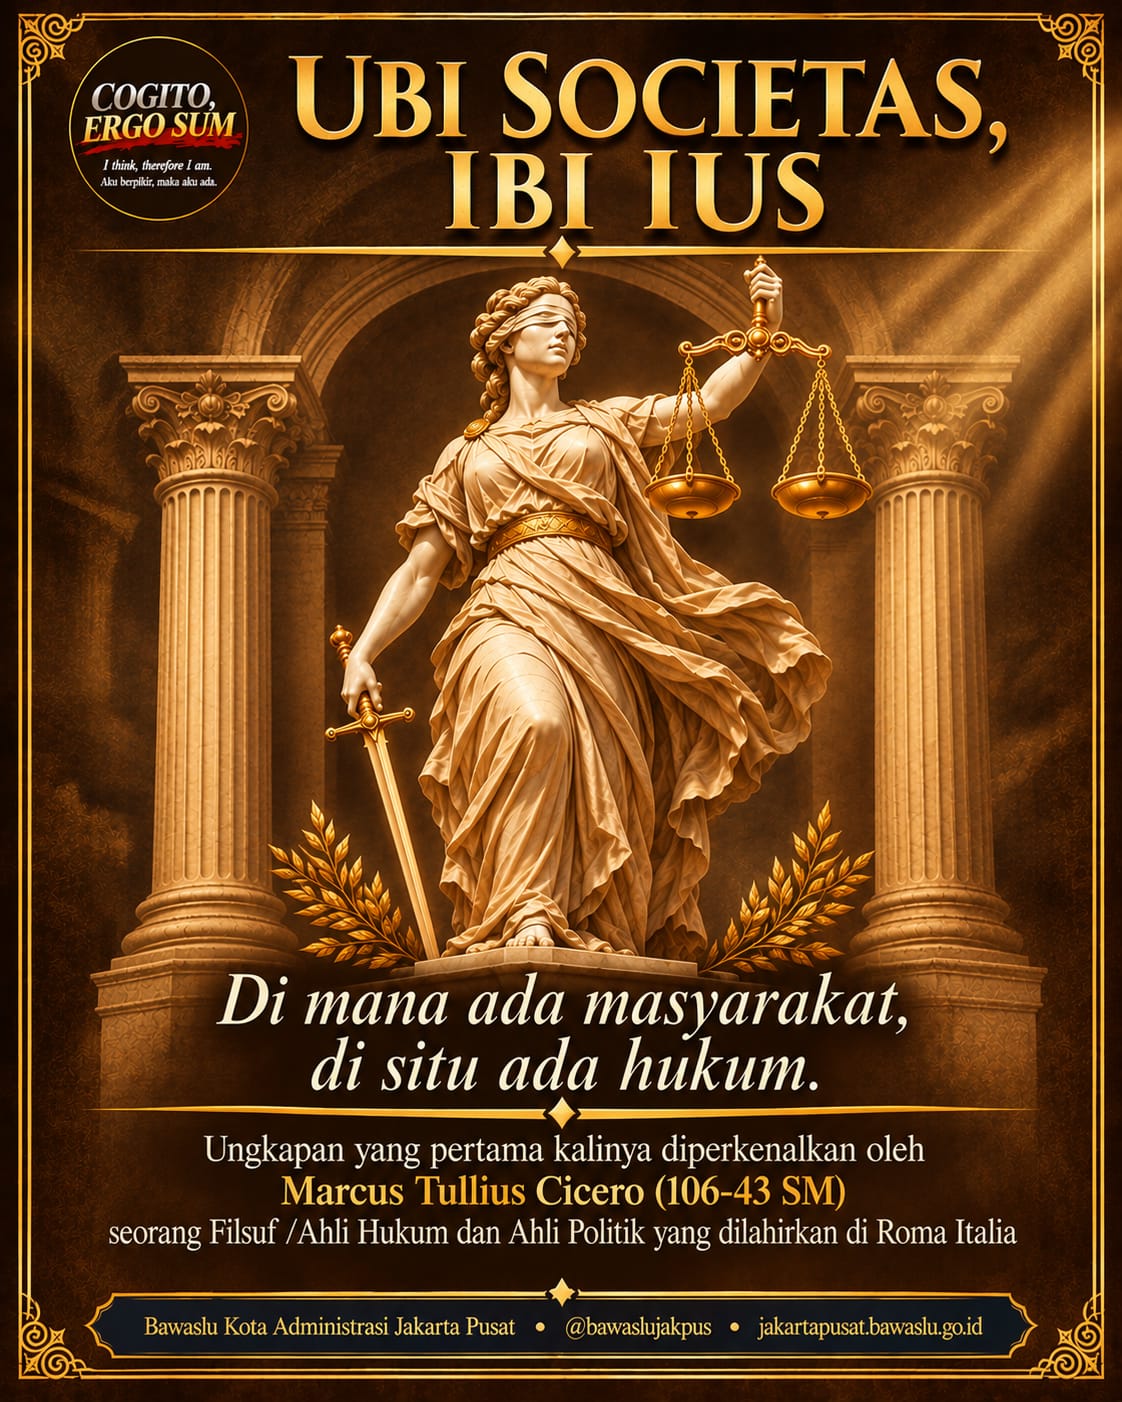 COGITO,
ERGO SUM
I think, therefore I am.
Aku berpikir, maka aku ada.
UBI SOCIETAS,
IBI IUS
Di mana ada masyarakat,
di situ ada hukum.
Ungkapan yang pertama kalinya diperkenalkan oleh
Marcus Tullius Cicero (106-43 SM)
seorang Filsuf /Ahli Hukum dan Ahli Politik yang dilahirkan di Roma Italia
Bawaslu Kota Administrasi Jakarta Pusat • @bawaslujakpus • jakartapusat.bawaslu.go.id